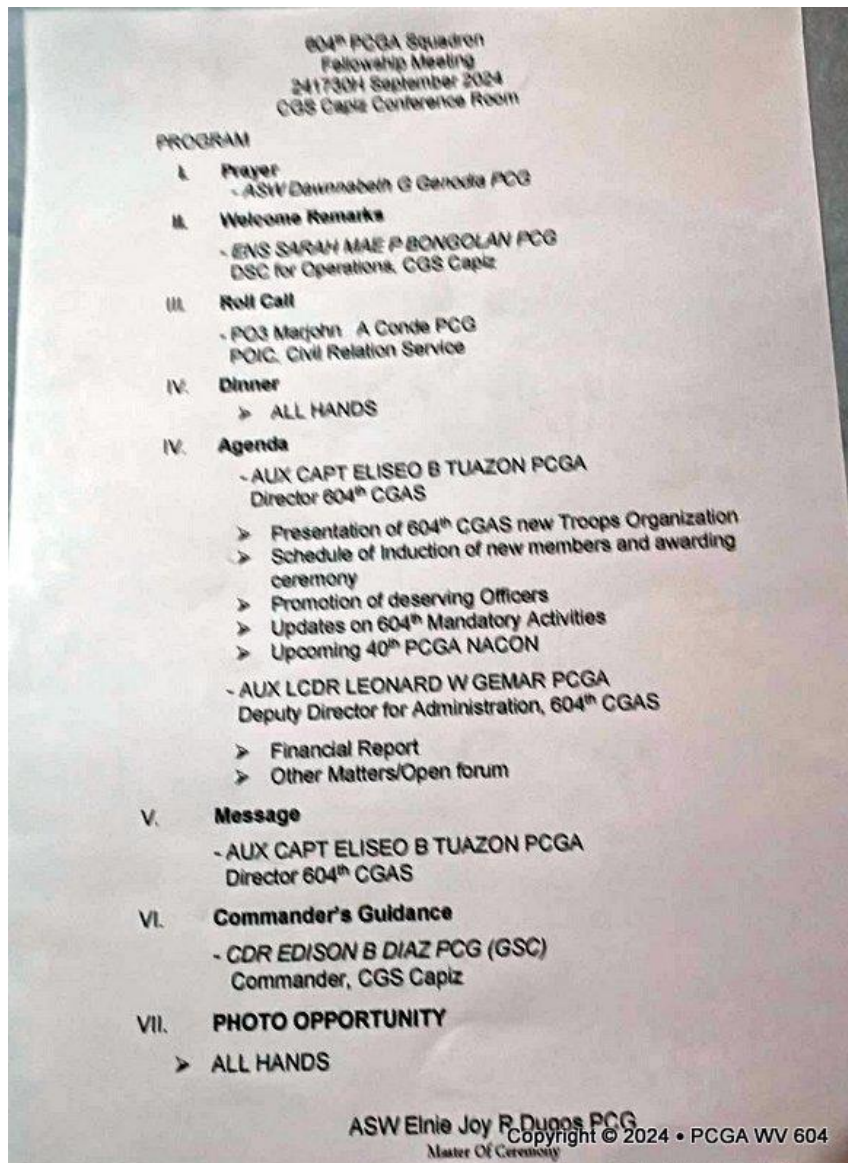 604th PCGA Squadron
Fellowship Meeting
241730H September 2024
CGS Capiz Conference Room
PROGRAM
I. Prayer
- ASW Dawnnabeth G Genodia PCG
II. Welcome Remarks
- ENS SARAH MAE P BONGOLAN PCG
DSC for Operations, CGS Capiz
III. Roll Call
- PO3 Marjohn A Conde PCG
POIC, Civil Relation Service
IV. Dinner
➢ ALL HANDS
IV. Agenda
- AUX CAPT ELISEO B TUAZON PCGA
Director 604th CGAS
➢ Presentation of 604th CGAS new Troops Organization
➢ Schedule of Induction of new members and awarding
ceremony
➢ Promotion of deserving Officers
➢ Updates on 604th Mandatory Activities
➢ Upcoming 40th PCGA NACON
- AUX LCDR LEONARD W GEMAR PCGA
Deputy Director for Administration, 604th CGAS
➢ Financial Report
➢ Other Matters/Open forum
V. Message
- AUX CAPT ELISEO B TUAZON PCGA
Director 604th CGAS
VI. Commander's Guidance
- CDR EDISON B DIAZ PCG (GSC)
Commander, CGS Capiz
VII. PHOTO OPPORTUNITY
➢ ALL HANDS
ASW Elnie Joy R Dugos PCG
Copyright © 2024 • PCGA WV 604
Master Of Ceremony